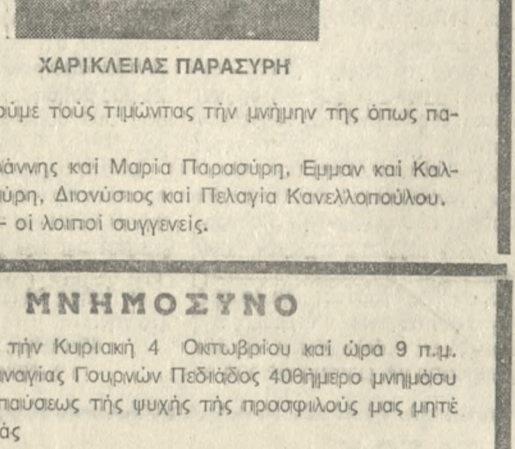 ΧΑΡΙΚΛΕΙΑΣ ΠΑΡΑΣΥΡΗ
ούμε τούς τιμώντας τήν μνήμην τής όπως πα-
άννης καί Μαρία Παρασύρη, Εμμαν καί Καλ-
ύρη, Διονύσιος καί Πελαγία Κανελλοπούλου.
- οί λοιποί συγγενείς.
ΜΝΗΜΟΣΥΝΟ
τήν Κυριακή 4 Οκτωβρίου καί ώρα 9 π.μ.
αναγίας Γουρνών Πεδιάδος 40θήμερο μνημόσυ
παύσεως τής ψυχής τής προσφιλούς μας μητέ
άς